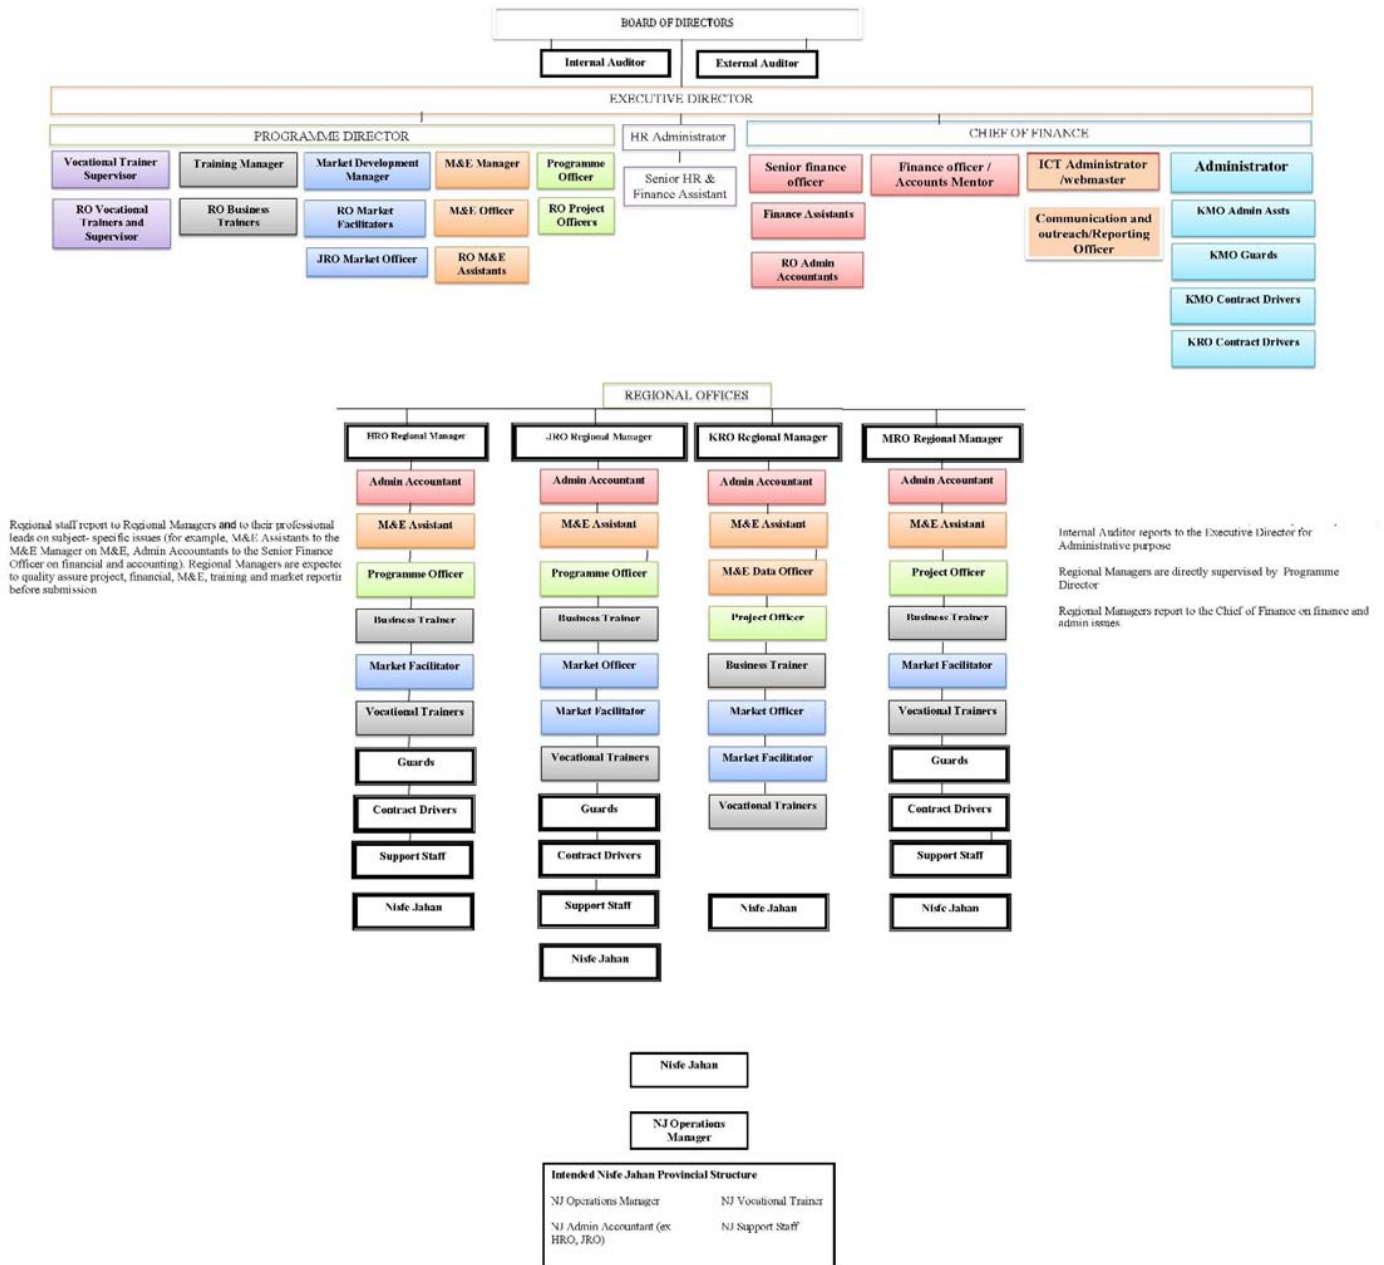 BOARD OF DIRECTORS
Internal Auditor
External Auditor
EXECUTIVE DIRECTOR
PROGRAMME DIRECTOR
HR Administrator
CHIEF OF FINANCE
Vocational Trainer
Supervisor
Training Manager
Market Development
Manager
M&E Manager
Programme
Officer
Senior HR &
Finance Assistant
Senior finance
officer
Finance officer /
Accounts Mentor
ICT Administrator
/webmaster
Administrator
RO Vocational
Trainers and
Supervisor
RO Business
Trainers
RO Market
Facilitators
M&E Officer
RO Project
Officers
Finance Assistants
Communication and
outreach/Reporting
Officer
KMO Admin Assts
JRO Market Officer
RO M&E
Assistants
RO Admin
Accountants
KMO Guards
KMO Contract Drivers
KRO Contract Drivers
REGIONAL OFFICES
HRO Regional Manager
JRO Regional Manager
KRO Regional Manager
MRO Regional Manager
Admin Accountant
Admin Accountant
Admin Accountant
Admin Accountant
M&E Assistant
M&E Assistant
M&E Assistant
M&E Assistant
Programme Officer
Programme Officer
M&E Data Officer
Project Officer
Business Trainer
Business Trainer
Project Officer
Business Trainer
Market Facilitator
Market Officer
Business Trainer
Market Facilitator
Vocational Trainers
Market Facilitator
Market Officer
Vocational Trainers
Guards
Vocational Trainers
Market Facilitator
Guards
Contract Drivers
Guards
Vocational Trainers
Contract Drivers
Support Staff
Contract Drivers
Support Staff
Nisfe Jahan
Support Staff
Nisfe Jahan
Nisfe Jahan
Nisfe Jahan
Regional staff report to Regional Managers and to their professional
leads on subject- specific issues (for example, M&E Assistants to the
M&E Manager on M&E, Admin Accountants to the Senior Finance
Officer on financial and accounting). Regional Managers are expected
to quality assure project, financial, M&E, training and market reportin
before submission
Internal Auditor reports to the Executive Director for
Administrative purpose
Regional Managers are directly supervised by Programme
Director
Regional Managers report to the Chief of Finance on finance and
admin issues
Nisfe Jahan
NJ Operations
Manager
Intended Nisfe Jahan Provincial Structure
NJ Operations Manager
NJ Vocational Trainer
NJ Admin Accountant (ex
HRO, JRO)
NJ Support Staff